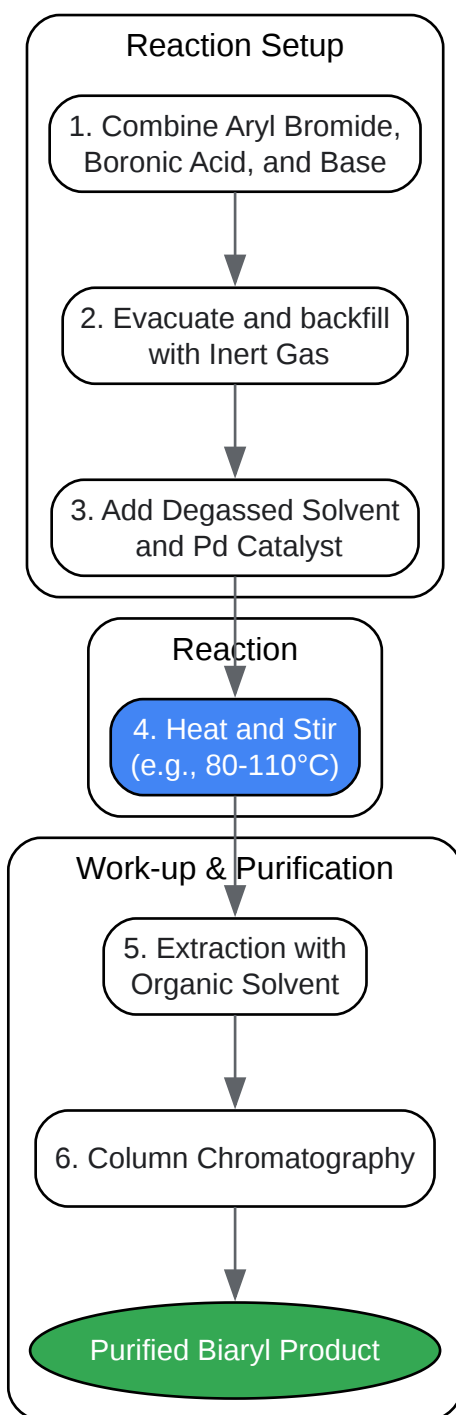 Reaction Setup
1. Combine Aryl Bromide,
Boronic Acid, and Base
2. Evacuate and backfill
with Inert Gas
3. Add Degassed Solvent
and Pd Catalyst
Reaction
4. Heat and Stir
(e.g., 80-110°C)
Work-up & Purification
5. Extraction with
Organic Solvent
6. Column Chromatography
Purified Biaryl Product